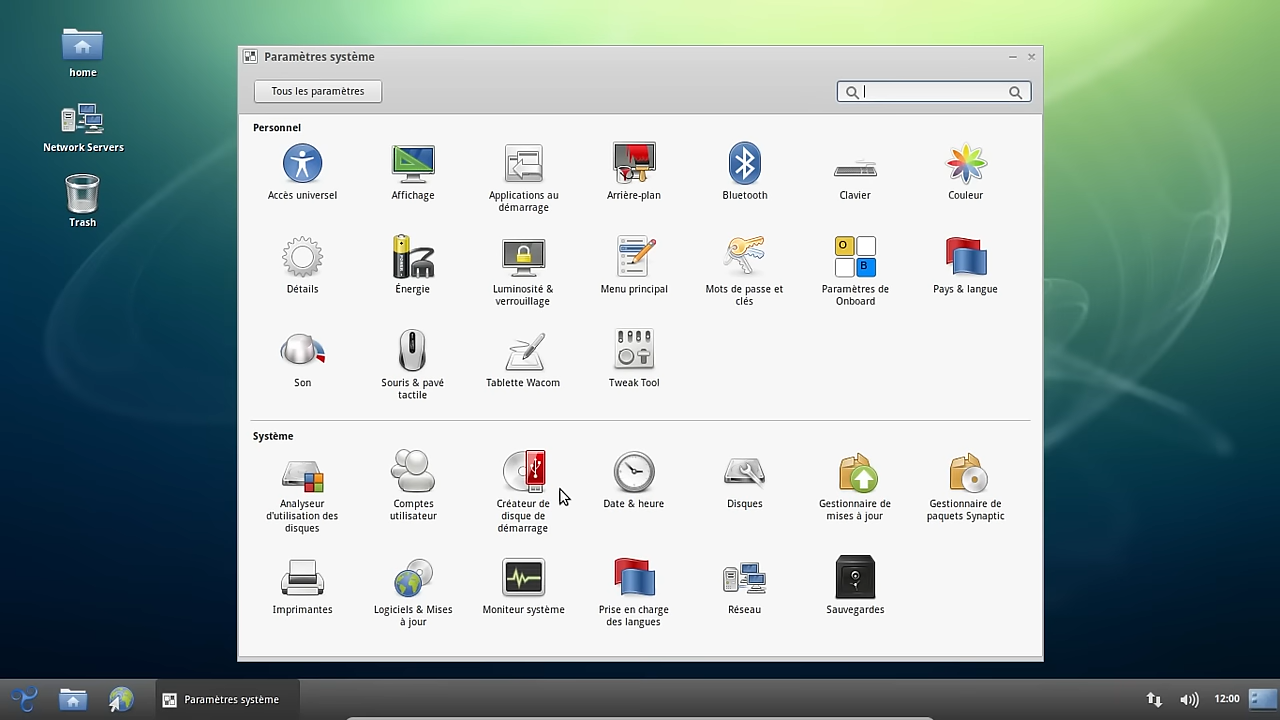 home
Network Servers
Trash
Paramètres système
Tous les paramètres
Personnel
Accès universel
Affichage
Applications au
démarrage
Arrière-plan
Bluetooth
Clavier
Couleur
Détails
Énergie
Luminosité &
verrouillage
Menu principal
Mots de passe et
clés
O
B
Paramètres de
Onboard
Pays & langue
Son
Souris & pavé
tactile
Tablette Wacom
Tweak Tool
Système
Analyseur
d'utilisation des
disques
Comptes
utilisateur
Créateur de
disque de
démarrage
Date & heure
Disques
Gestionnaire de
mises à jour
Gestionnaire de
paquets Synaptic
Imprimantes
Logiciels & Mises
à jour
Moniteur système
Prise en charge
des langues
Réseau
Sauvegardes
Paramètres système
12:00